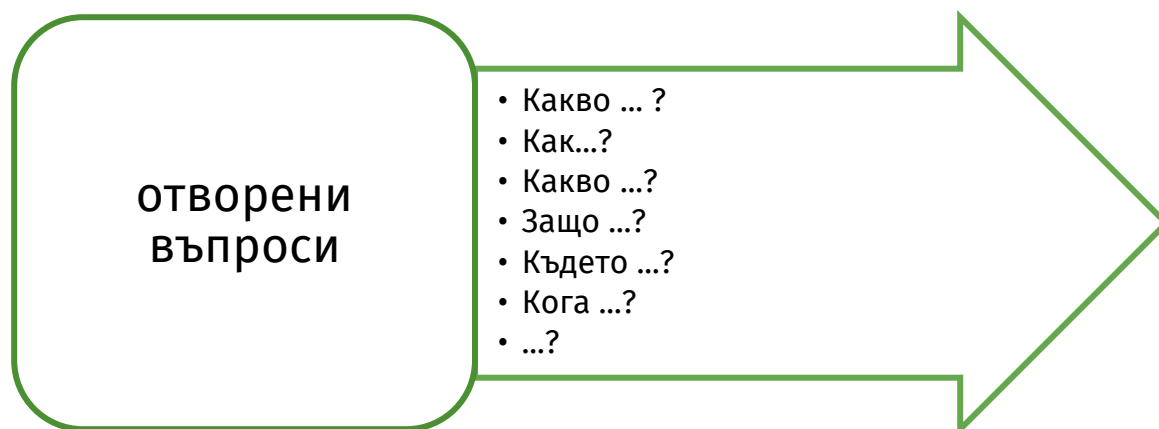 отворени
въпроси
• Какво ... ?
• Как...?
• Какво ...?
• Защо ...?
• Където ...?
• Кога ...?
• ...?